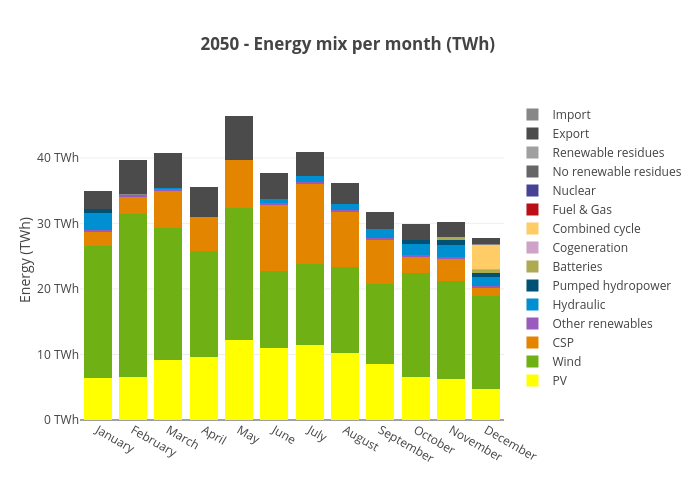 2050 - Energy mix per month (TWh)
Energy (TWh)
40 TWh
30 TWh
20 TWh
10 TWh
0 TWh
January
February
March
April
May
June
July
August
September
October
November
December
Import
Export
Renewable residues
No renewable residues
Nuclear
Fuel & Gas
Combined cycle
Cogeneration
Batteries
Pumped hydropower
Hydraulic
Other renewables
CSP
Wind
PV